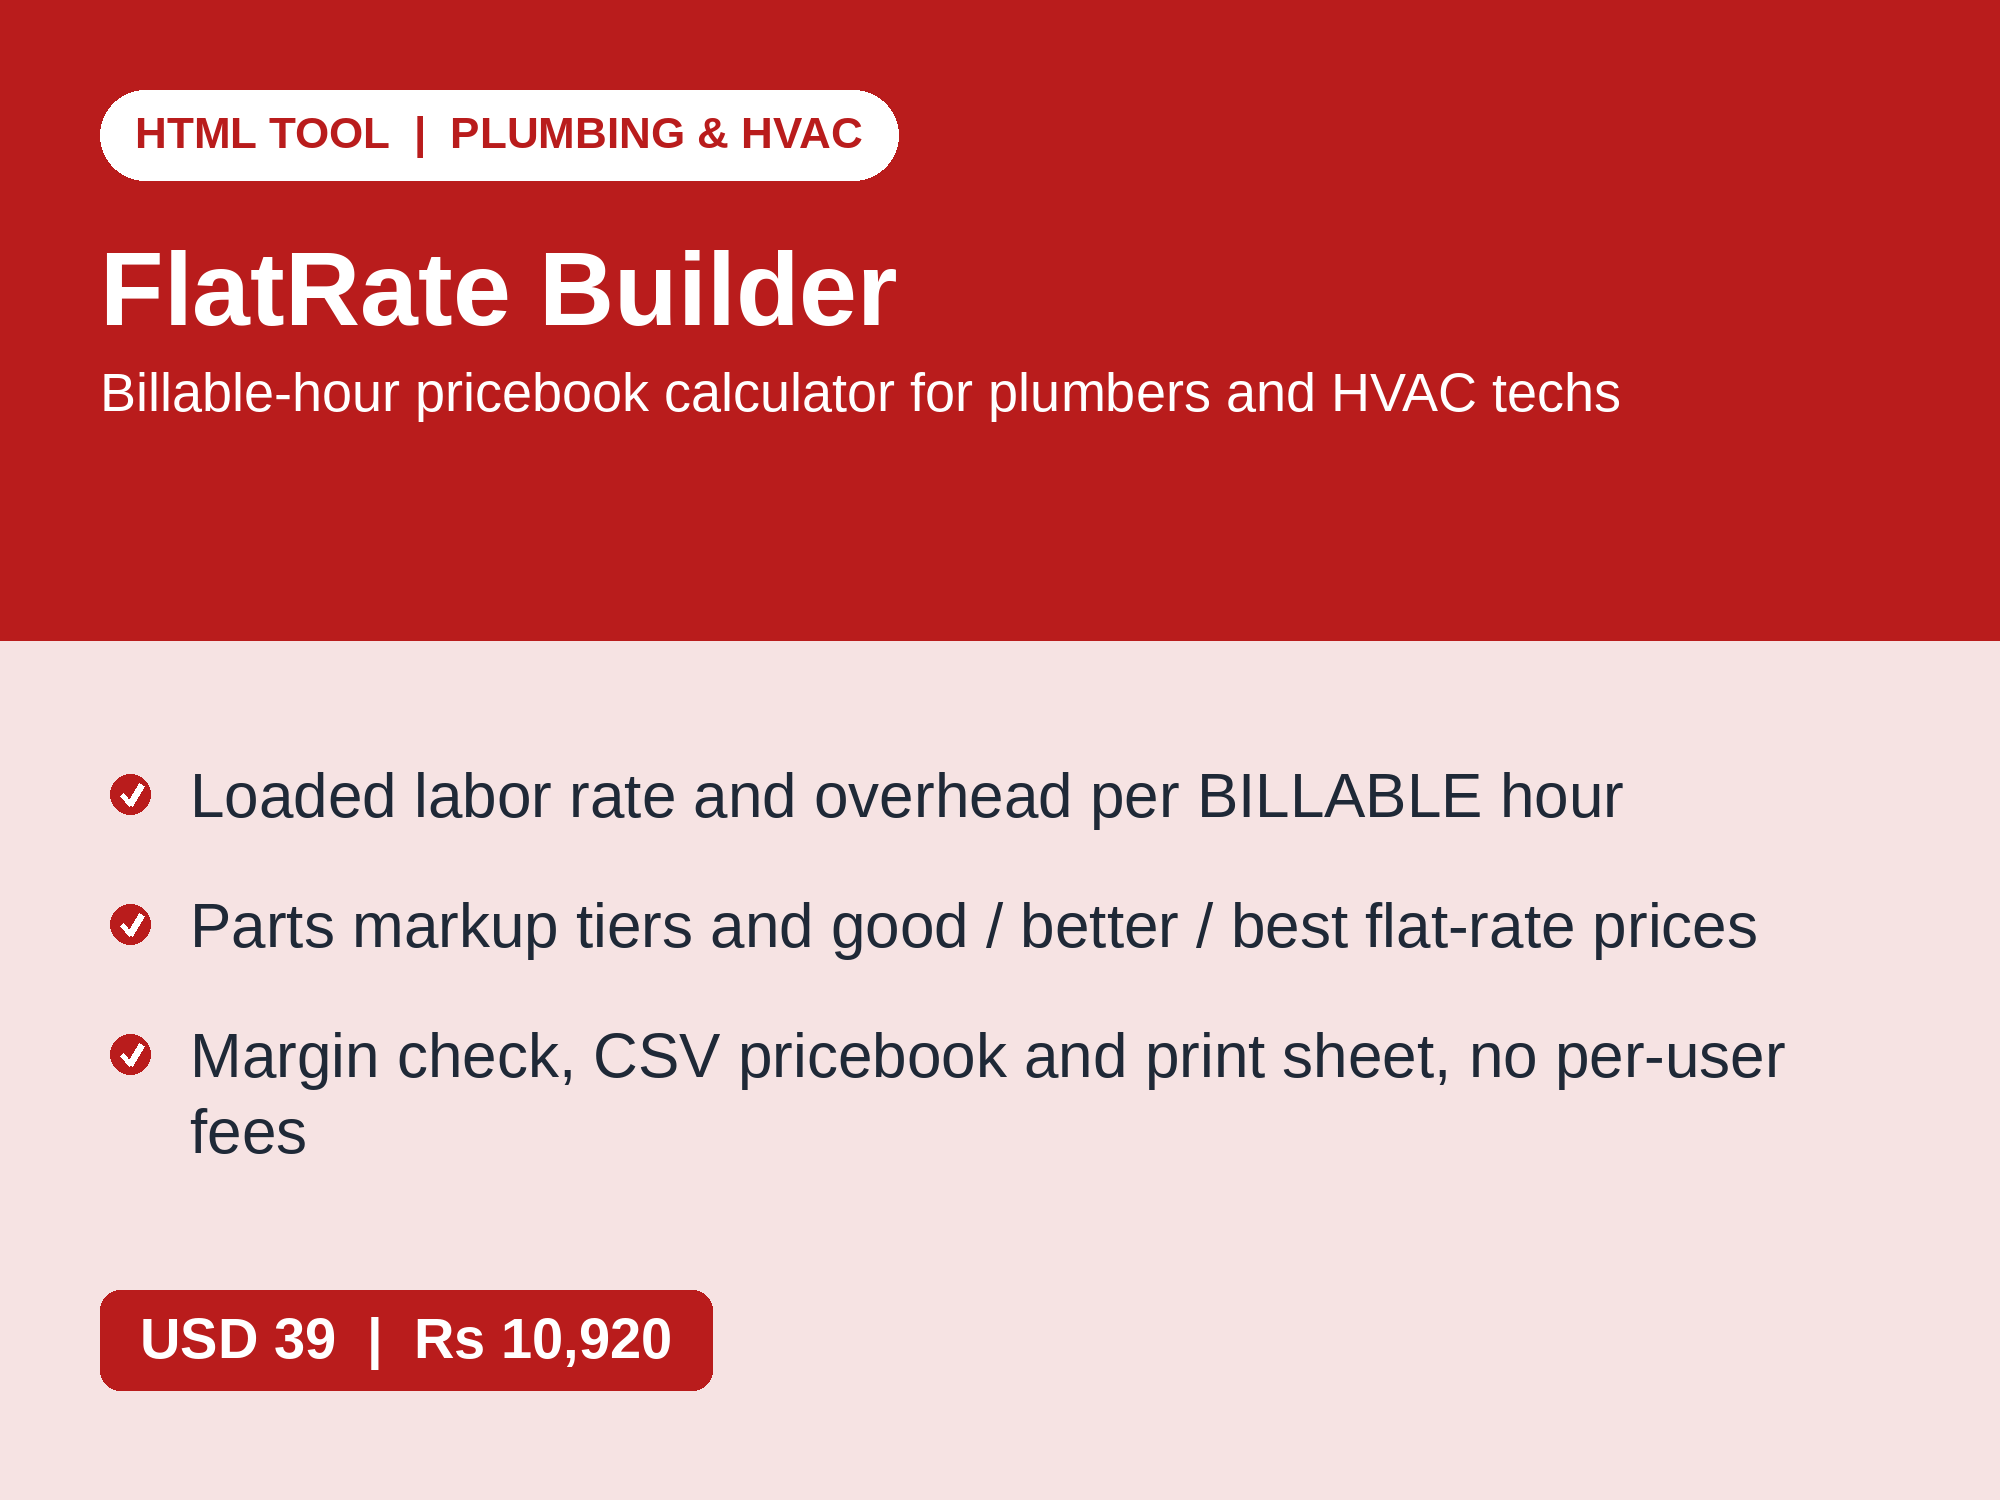 HTML TOOL | PLUMBING & HVAC
FlatRate Builder
Billable-hour pricebook calculator for plumbers and HVAC techs
Loaded labor rate and overhead per BILLABLE hour
Parts markup tiers and good / better / best flat-rate prices
Margin check, CSV pricebook and print sheet, no per-user
fees
USD 39 | Rs 10,920